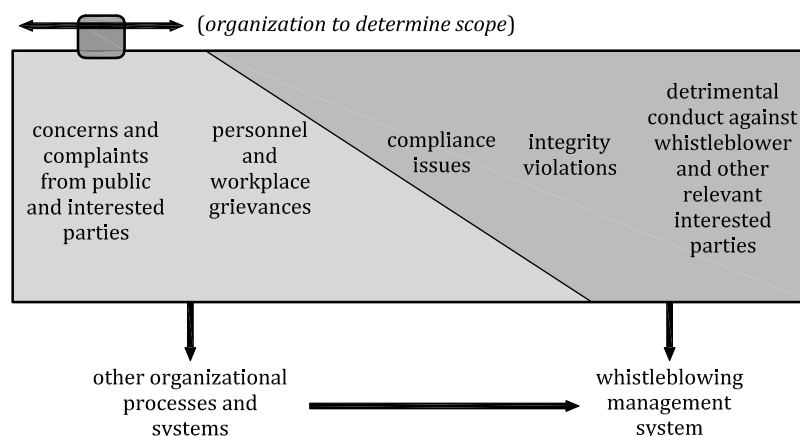 (organization to determine scope)
concerns and
complaints
from public
and interested
parties
personnel
and
workplace
grievances
compliance
issues
integrity
violations
detrimental
conduct against
whistleblower
and other
relevant
interested
parties
other organizational
processes and
systems
whistleblowing
management
system